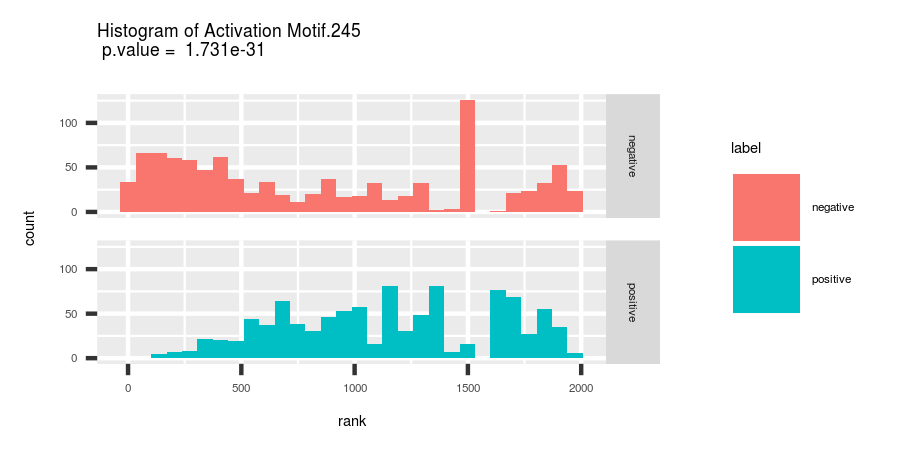 Histogram of Activation Motif.245
p.value =  1.731e-31
count
100
50
0
negative
100
50
0
positive
0 500 1000 1500 2000
rank
label
negative
positive